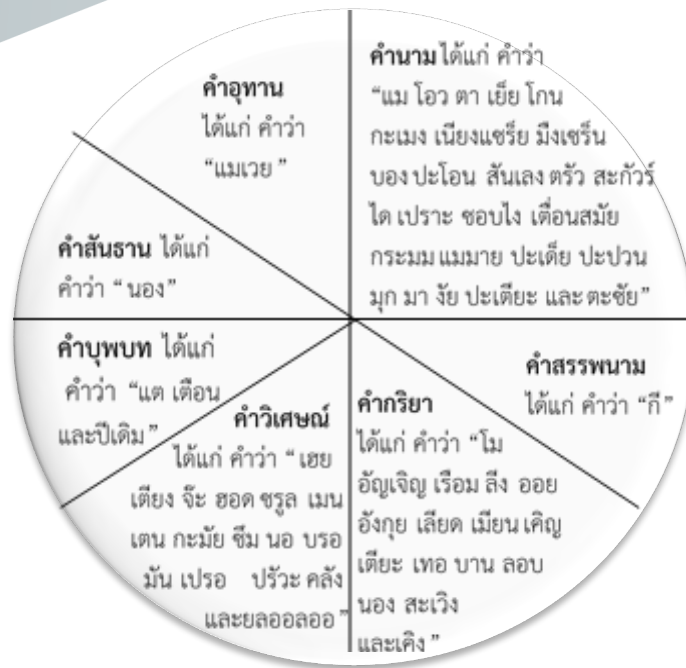 คำนาม ได้แก่ คำว่า
“แม โอว ตา เยีย โกน
กะเมง เนียงแซร็ย มึงเซร็น
บอง ปะโอน สันเลง ตรัว สะกัวร์
ได เปราะ ซอบไง เตื่อนสมัย
กระมม แมมาย ปะเด็ย ปะปวน
มุก มา งัย ปะเตียะ และ ตะชัย”
คำสรรพนาม
ได้แก่ คำว่า “กี”
คำกริยา
ได้แก่ คำว่า “โม
อัญเจิญ เรือม ลีง ออย
อังกุย เลียด เมียน เคิญ
เตียะ เทอ บาน ลอบ
นอง สะเวิง
และเคิง”
คำวิเศษณ์
ได้แก่ คำว่า “เฮย
เตียง จ๊ะ ฮอด ซรูล เมน
เตน กะมัย ซึม นอ บรอ
มัน เปรอ ปรัวะ คลัง
และยลออลออ”
คำบุพบท ได้แก่
คำว่า “แต เตือน
และปีเดิม”
คำสันธาน ได้แก่
คำว่า “นอง”
คำอุทาน
ได้แก่ คำว่า
“แมเวย”